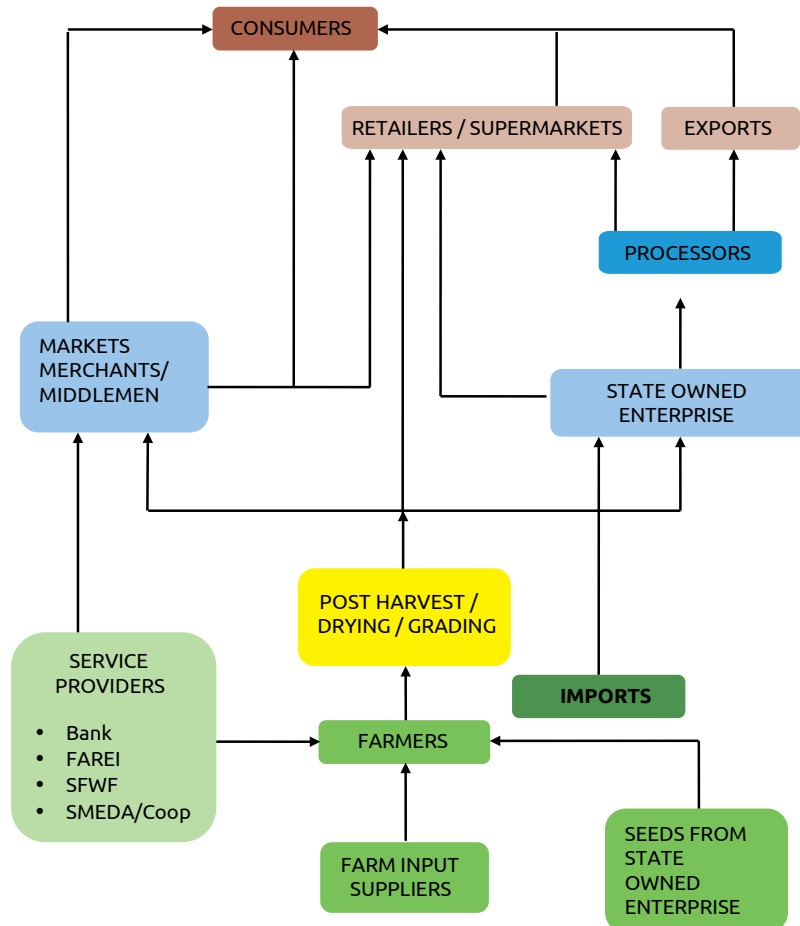 CONSUMERS
RETAILERS / SUPERMARKETS
EXPORTS
PROCESSORS
MARKETS
MERCHANTS/
MIDDLEMEN
STATE OWNED
ENTERPRISE
POST HARVEST /
DRYING / GRADING
SERVICE
PROVIDERS
• Bank
• FAREI
• SFWF
• SMEDA/Coop
IMPORTS
FARMERS
FARM INPUT
SUPPLIERS
SEEDS FROM
STATE
OWNED
ENTERPRISE